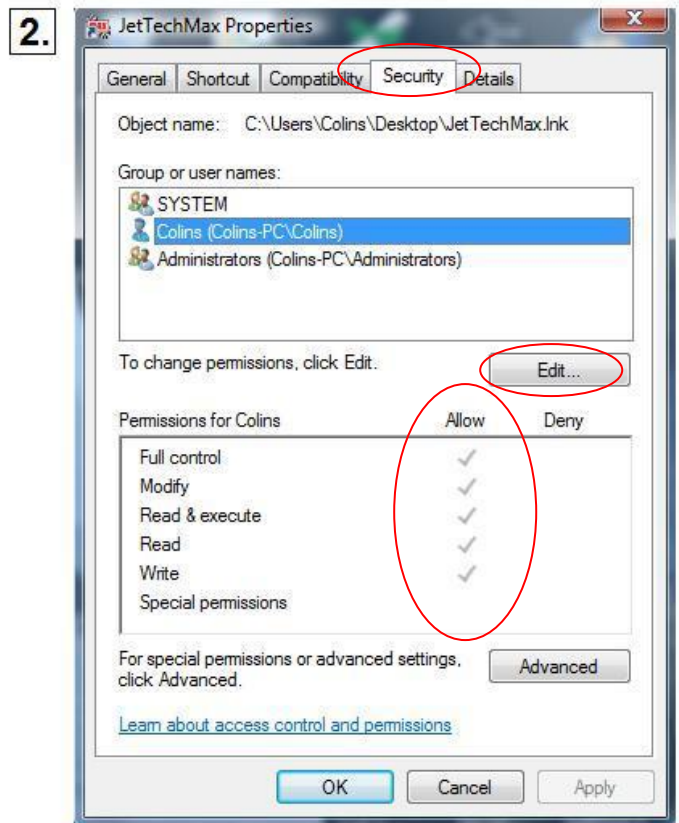 2.
JetTechMax Properties
General Shortcut Compatibility Security Details
Object name: C:\Users\Colins\Desktop\JetTechMax.lnk
Group or user names:
SYSTEM
Colins (Colins-PC\Colins)
Administrators (Colins-PC\Administrators)
To change permissions, click Edit.
Edit...
Permissions for Colins Allow Deny
Full control
Modify
Read & execute
Read
Write
Special permissions
For special permissions or advanced settings,
click Advanced.
Advanced
Learn about access control and permissions
OK Cancel Apply